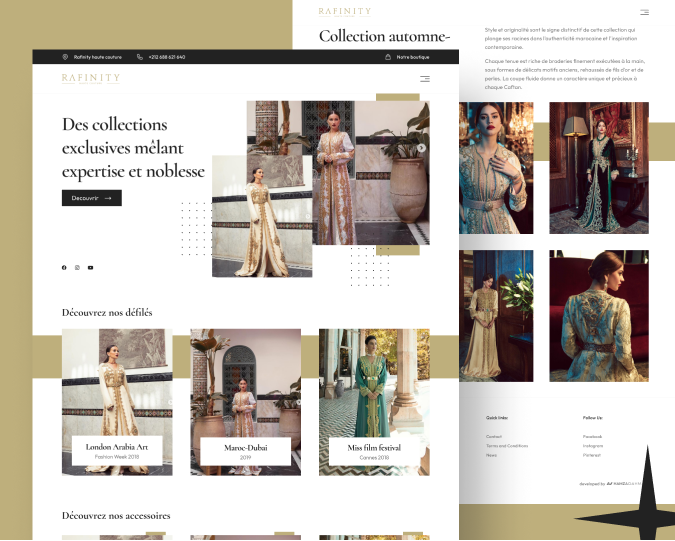 RAFINITY
Collection automne-
Style et originalité sont le signe distinctif de cette collection qui
plonge ses racines dans l'authenticité marocaine et l'inspiration
contemporaine.
Chaque tenue est riche de broderies finement exécutées à la main,
sous formes de délicats motifs anciens, rehaussés de fils d'or et de
perles. La coupe fluide donne un caractère unique et précieux à
chaque Caftan.
Rafinity haute couture
+212 688 621 640
Notre boutique
RAFINITY
Des collections
exclusives mêlant
expertise et noblesse
Decouvrir
Découvrez nos défilés
London Arabia Art
Fashion Week 2018
Maroc-Dubai
2019
Miss film festival
Cannes 2018
Découvrez nos accessoires
Quick links:
Contact
Terms and Conditions
News
Follow Us:
Facebook
Instagram
Pinterest
developed by